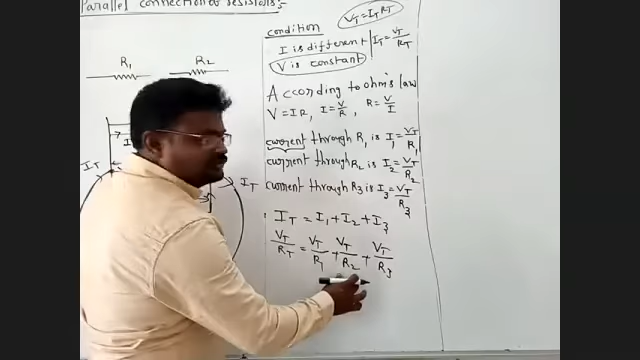 Parallel connection of resistors.
R1 R2
I
IT IT
VT = IT RT
condition
I is different IT = VT/RT
V is constant
According to ohm's law
V = IR, I = V/R, R = V/I
current through R1 is I1 = VT/R1
current through R2 is I2 = VT/R2
current through R3 is I3 = VT/R3
IT = I1 + I2 + I3
VT/RT = VT/R1 + VT/R2 + VT/R3